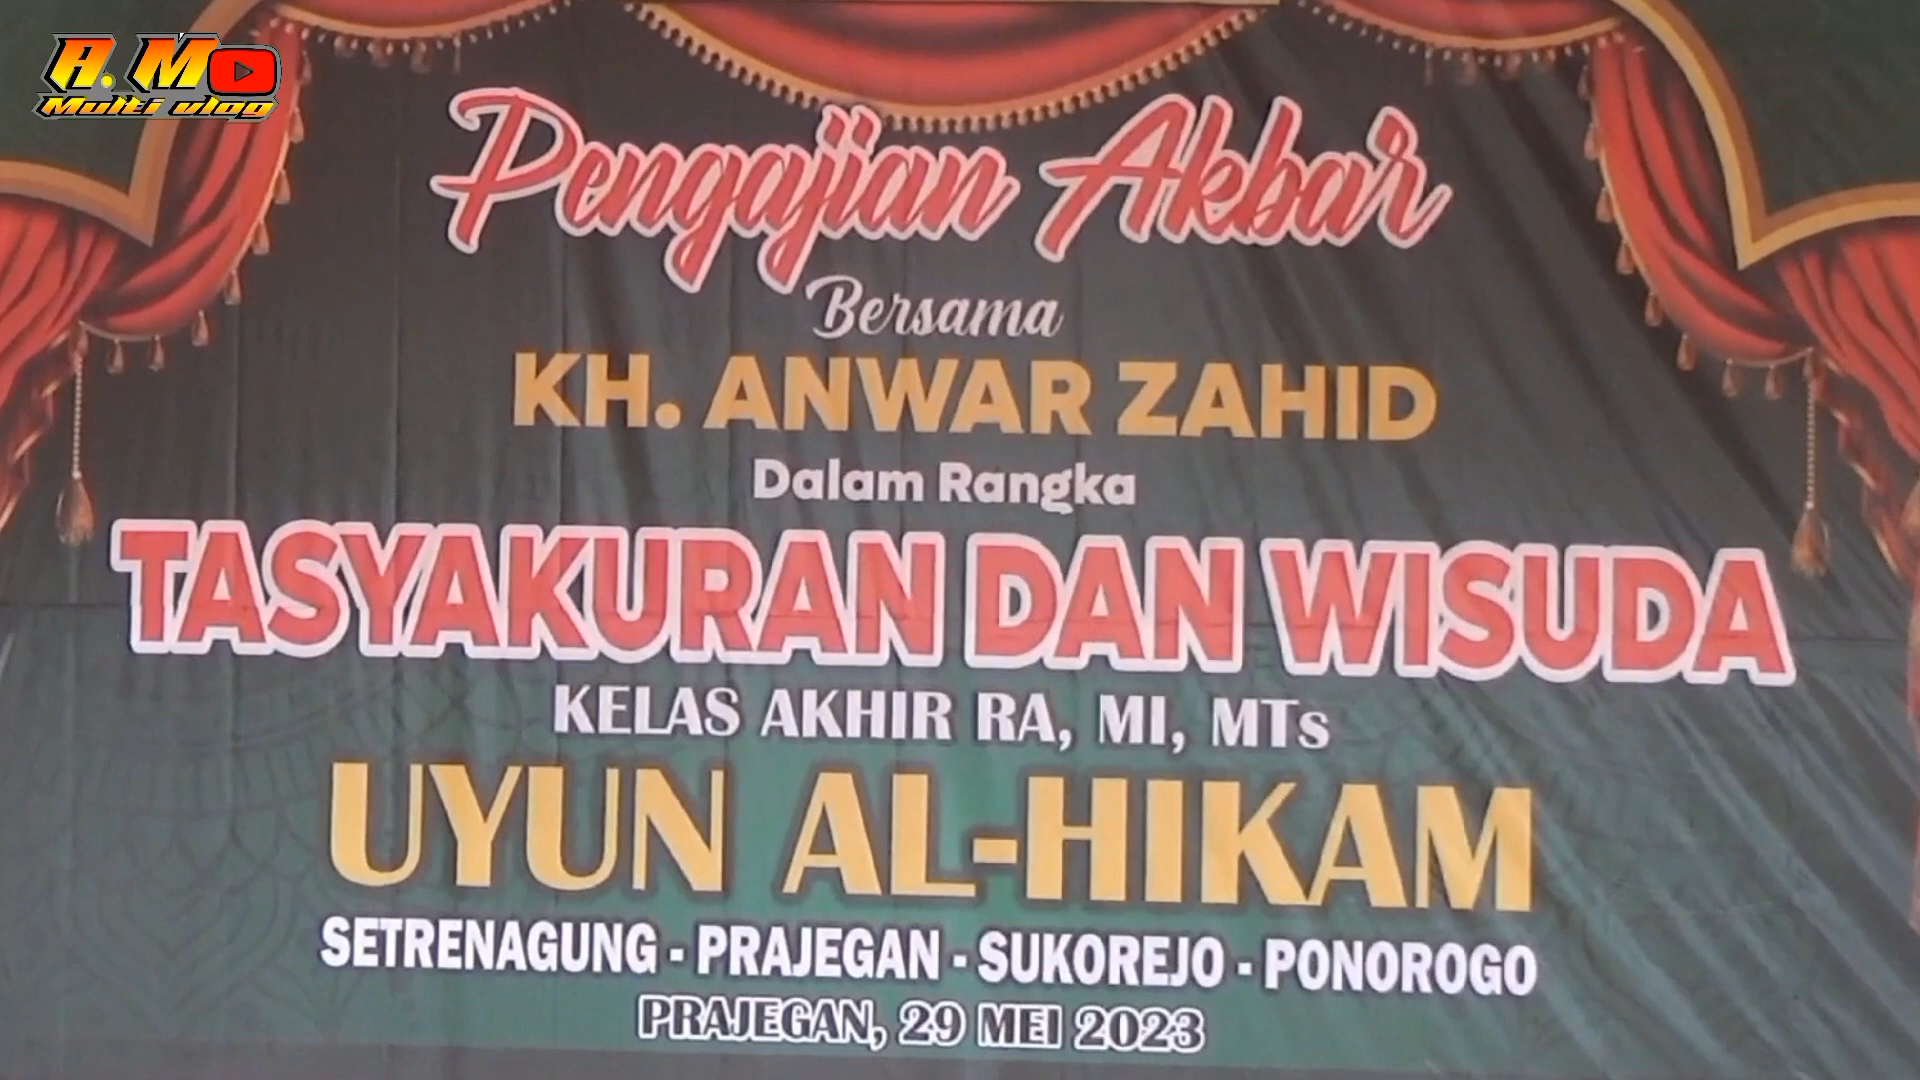 A. M
Multi vlog
Pengajian Akbar
Bersama
KH. ANWAR ZAHID
Dalam Rangka
TASYAKURAN DAN WISUDA
KELAS AKHIR RA, MI, MTs
UYUN AL-HIKAM
SETRENAGUNG - PRAJEGAN - SUKOREJO - PONOROGO
PRAJEGAN, 29 MEI 2023